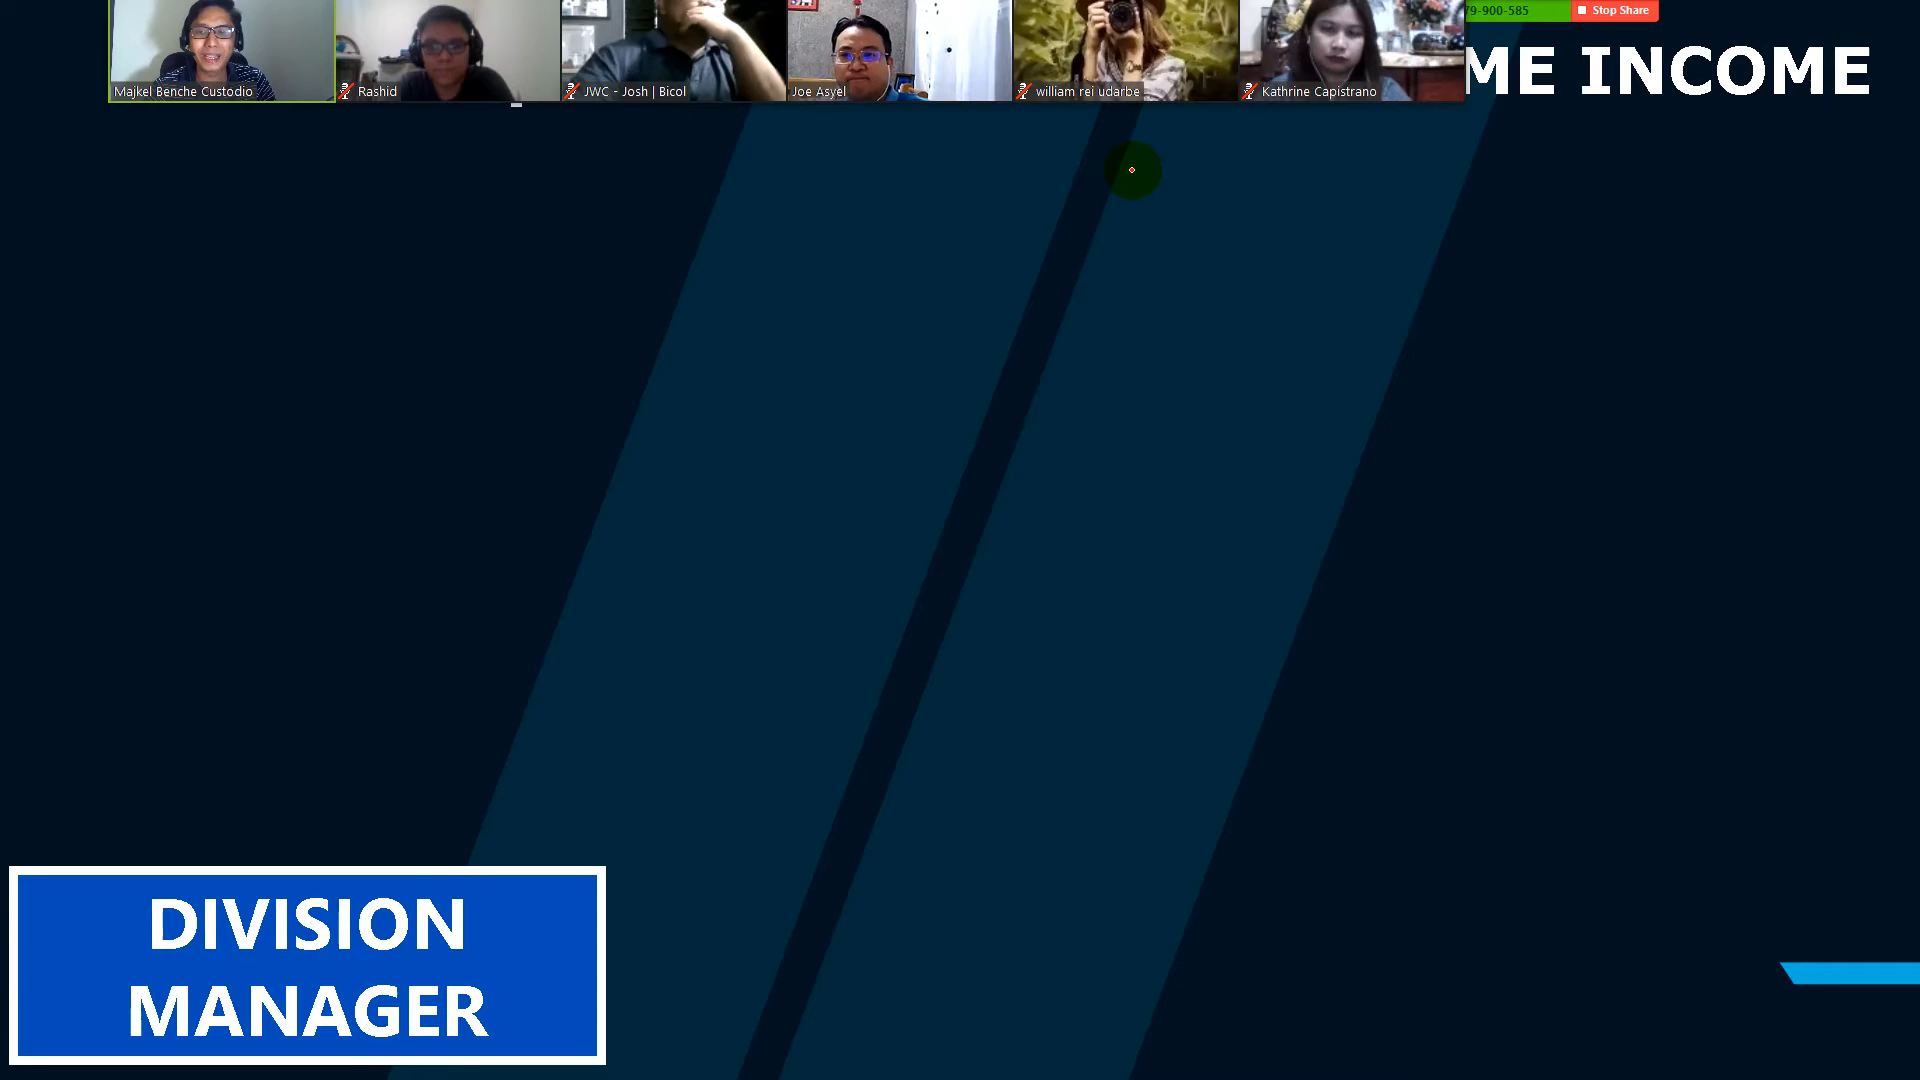 79-900-585
Stop Share
Majkel Benche Custodio
Rashid
JWC - Josh | Bicol
Joe Asyel
william rei udarbe
Kathrine Capistrano
ME INCOME
DIVISION
MANAGER